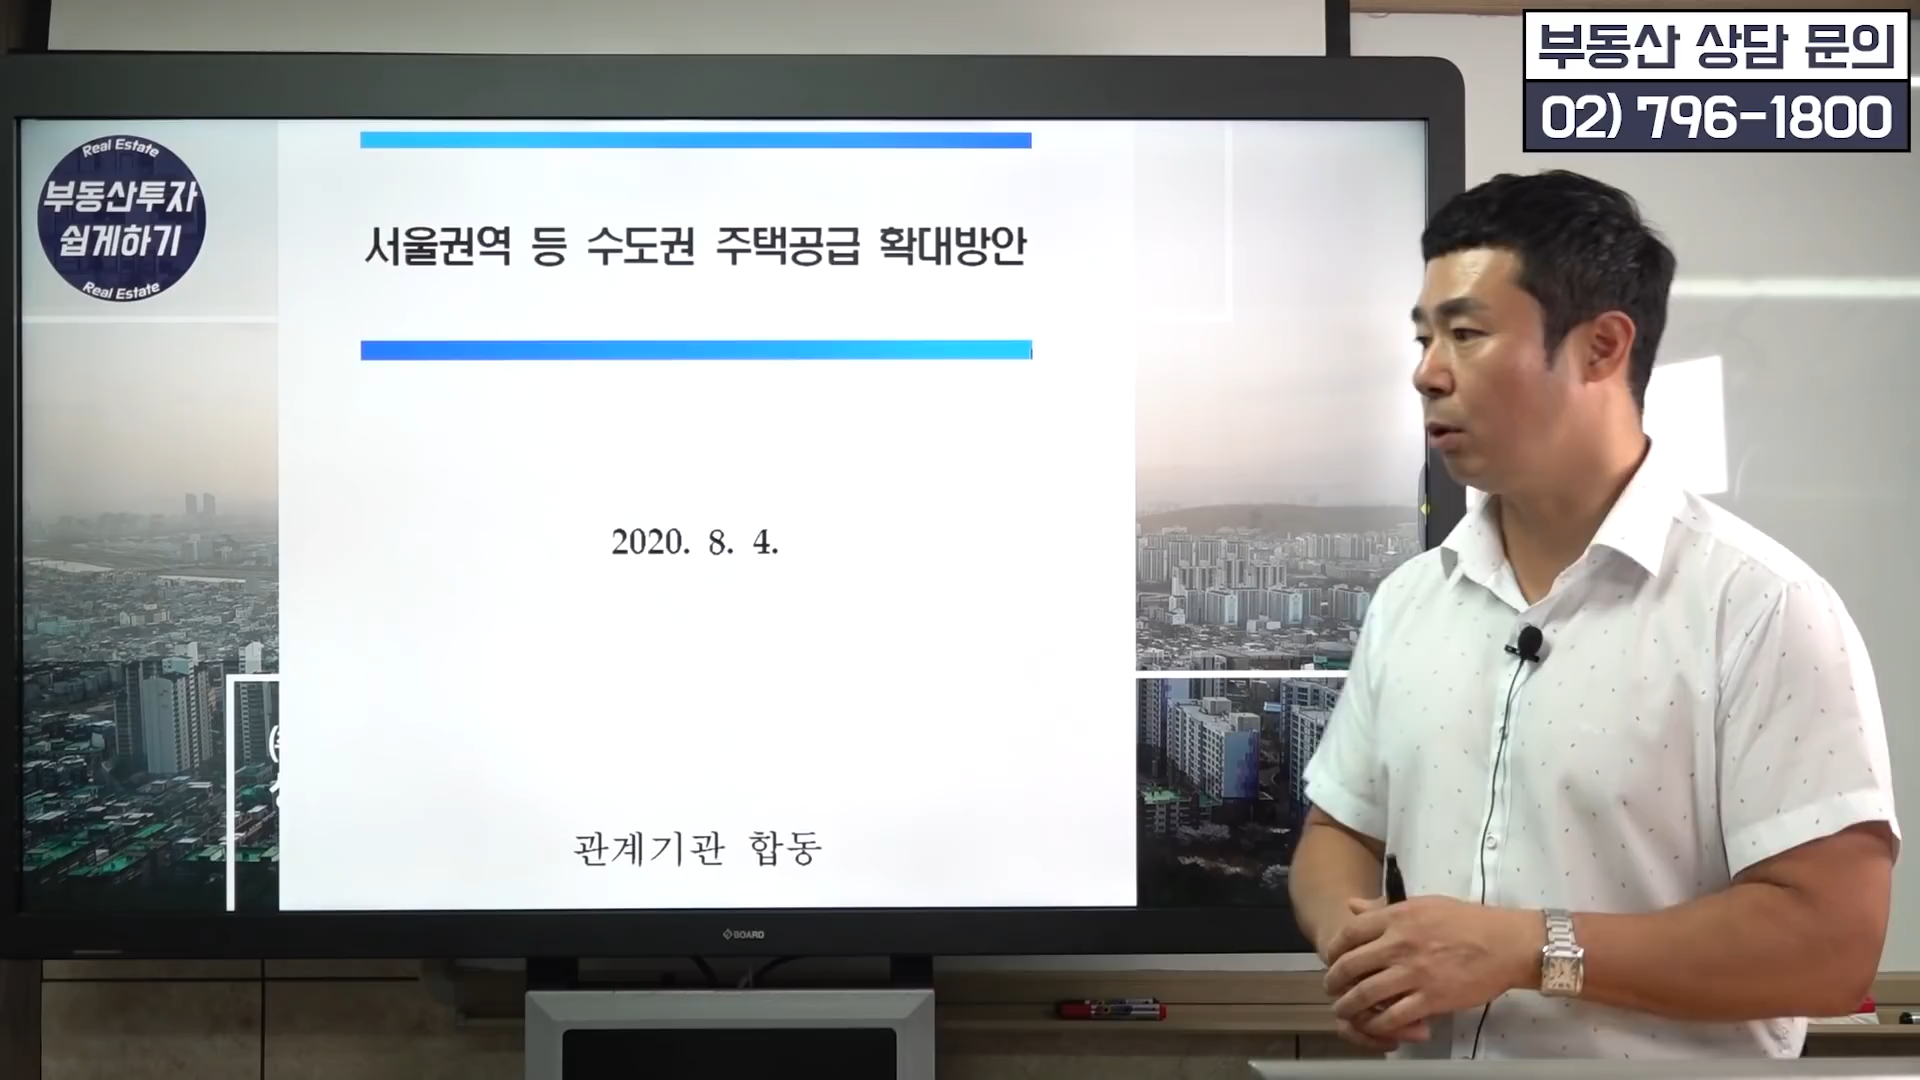 부동산 상담 문의
02) 796-1800
Real Estate
부동산투자
쉽게하기
Real Estate
서울권역 등 수도권 주택공급 확대방안
2020. 8. 4.
관계기관 합동
BOARD